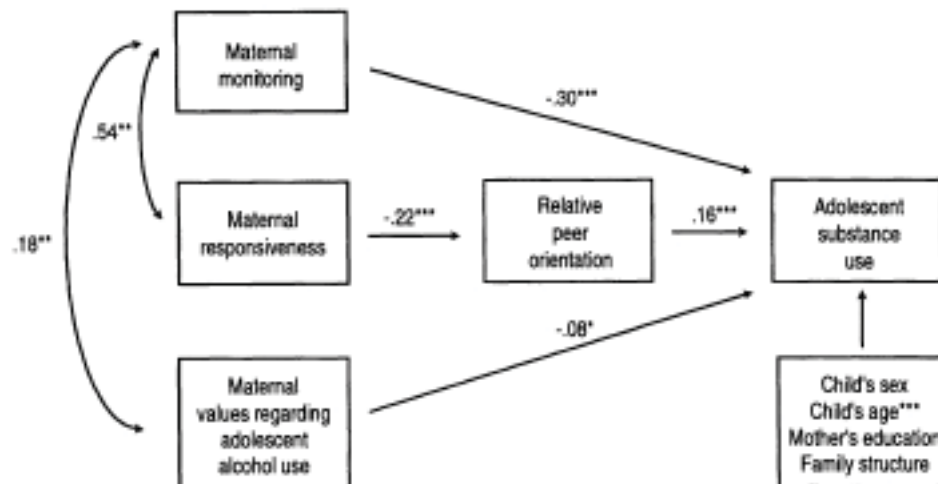 Maternal
monitoring
-.30***
.54**
Maternal
responsiveness
-.22***
Relative
peer
orientation
.16***
Adolescent
substance
use
.18**
-.08*
Maternal
values regarding
adolescent
alcohol use
Child's sex
Child's age***
Mother's education
Family structure